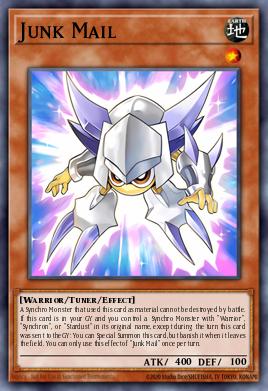 JUNK MAIL
EARTH
地
[WARRIOR/TUNER/EFFECT]
A Synchro Monster that used this card as material cannot be destroyed by battle.
If this card is in your GY and you control a Synchro Monster with "Warrior",
"Synchron", or "Stardust" in its original name, except during the turn this card
was sent to the GY: You can Special Summon this card, but banish it when it leaves
the field. You can only use this effect of "Junk Mail" once per turn.
ATK/ 400 DEF/ 100
©2020 Studio Dice/SHUEISHA, TV TOKYO, KONAMI